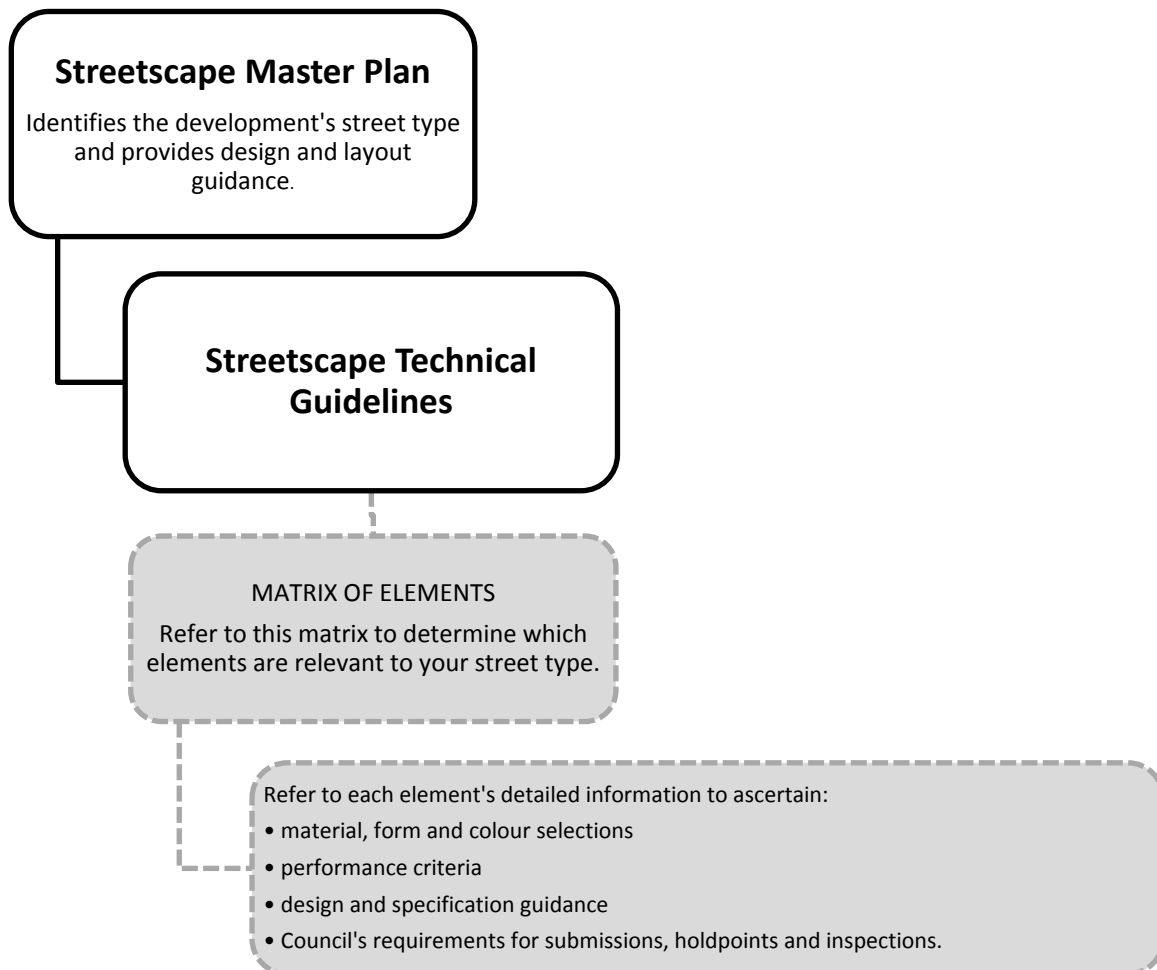 Streetscape Master Plan
Identifies the development's street type
and provides design and layout
guidance.
Streetscape Technical
Guidelines
MATRIX OF ELEMENTS
Refer to this matrix to determine which
elements are relevant to your street type.
Refer to each element's detailed information to ascertain:
• material, form and colour selections
• performance criteria
• design and specification guidance
• Council's requirements for submissions, holdpoints and inspections.